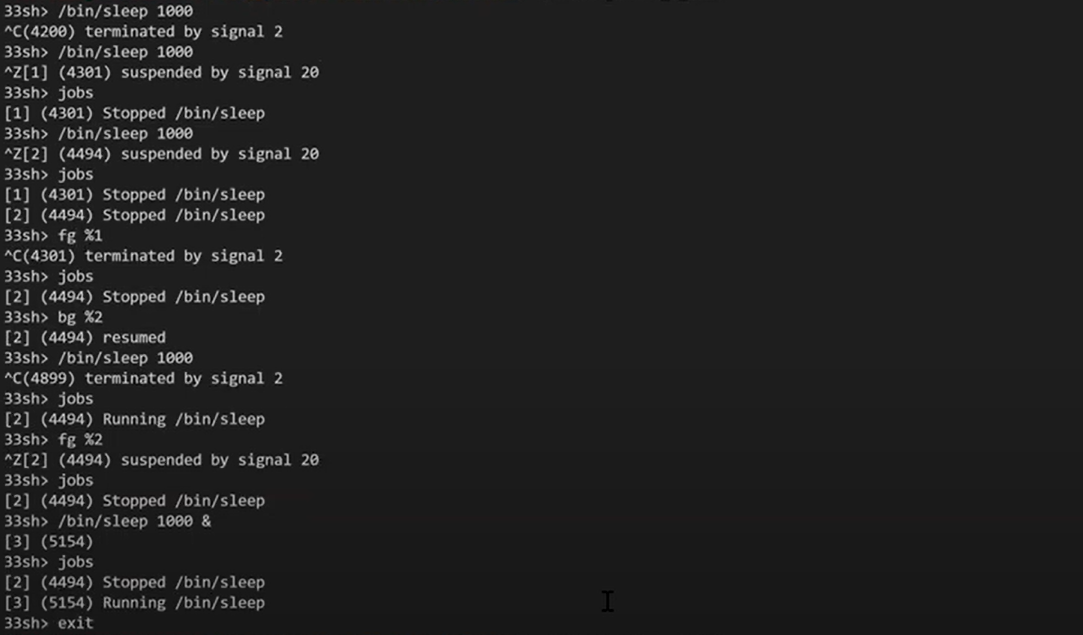 33sh> /bin/sleep 1000
^C(4200) terminated by signal 2
33sh> /bin/sleep 1000
^Z[1] (4301) suspended by signal 20
33sh> jobs
[1] (4301) Stopped /bin/sleep
33sh> /bin/sleep 1000
^Z[2] (4494) suspended by signal 20
33sh> jobs
[1] (4301) Stopped /bin/sleep
[2] (4494) Stopped /bin/sleep
33sh> fg %1
^C(4301) terminated by signal 2
33sh> jobs
[2] (4494) Stopped /bin/sleep
33sh> bg %2
[2] (4494) resumed
33sh> /bin/sleep 1000
^C(4899) terminated by signal 2
33sh> jobs
[2] (4494) Running /bin/sleep
33sh> fg %2
^Z[2] (4494) suspended by signal 20
33sh> jobs
[2] (4494) Stopped /bin/sleep
33sh> /bin/sleep 1000 &
[3] (5154)
33sh> jobs
[2] (4494) Stopped /bin/sleep
[3] (5154) Running /bin/sleep
33sh> exit